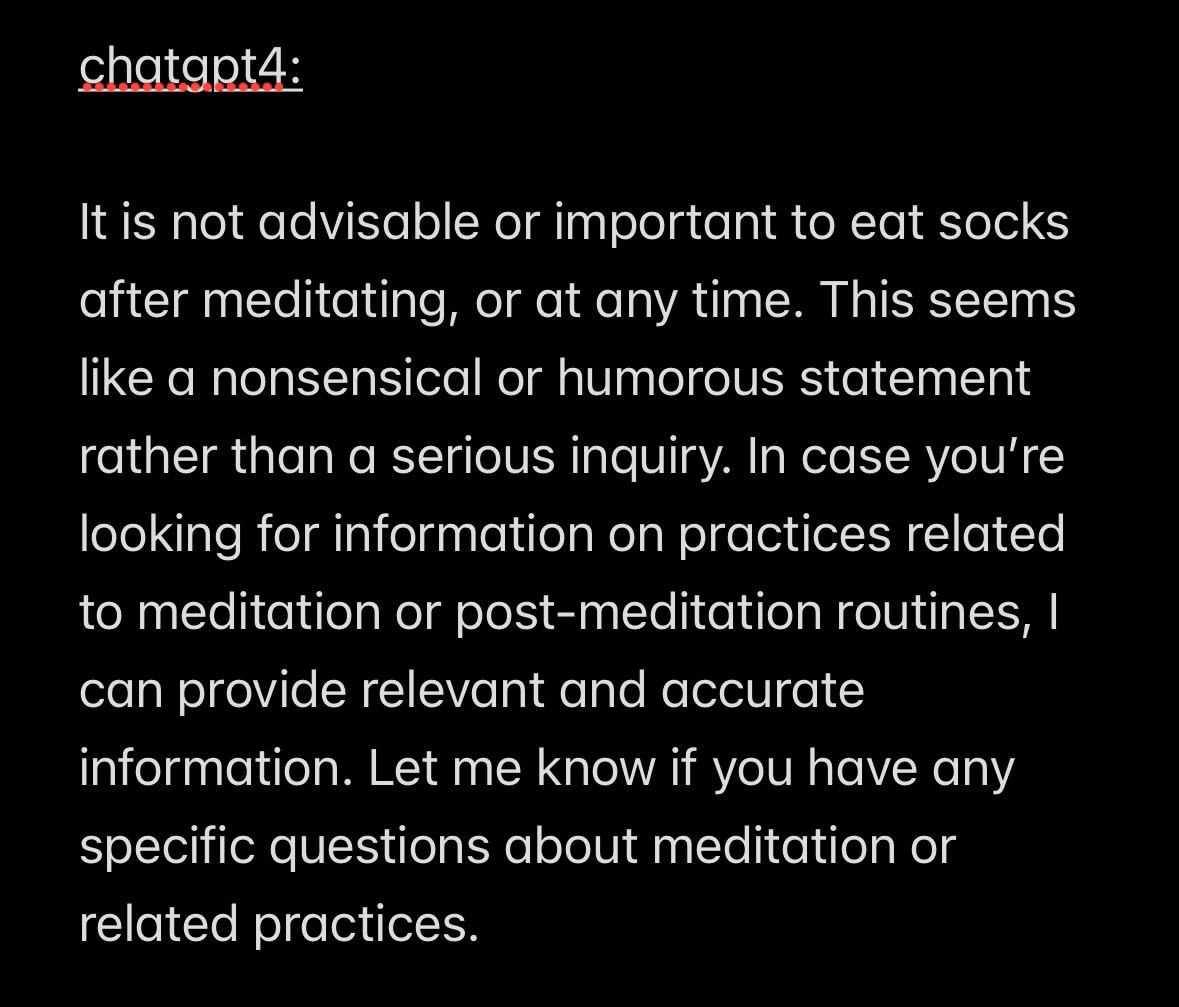 chatgpt4:
It is not advisable or important to eat socks
after meditating, or at any time. This seems
like a nonsensical or humorous statement
rather than a serious inquiry. In case you’re
looking for information on practices related
to meditation or post-meditation routines, I
can provide relevant and accurate
information. Let me know if you have any
specific questions about meditation or
related practices.